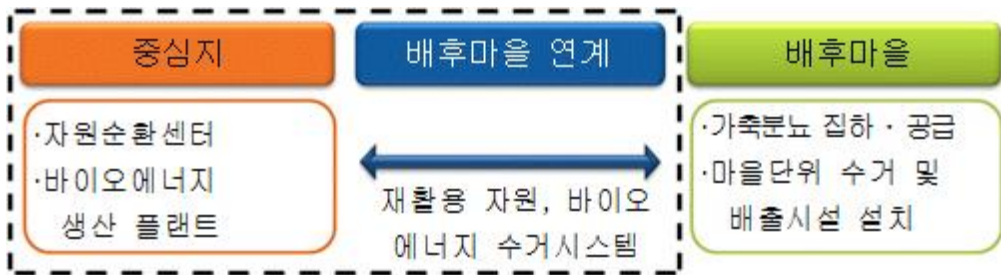 중심지
·자원순환센터
·바이오에너지
생산 플랜트
배후마을 연계
재활용 자원, 바이오
에너지 수거시스템
배후마을
·가축분뇨 집하 · 공급
·마을단위 수거 및
배출시설 설치